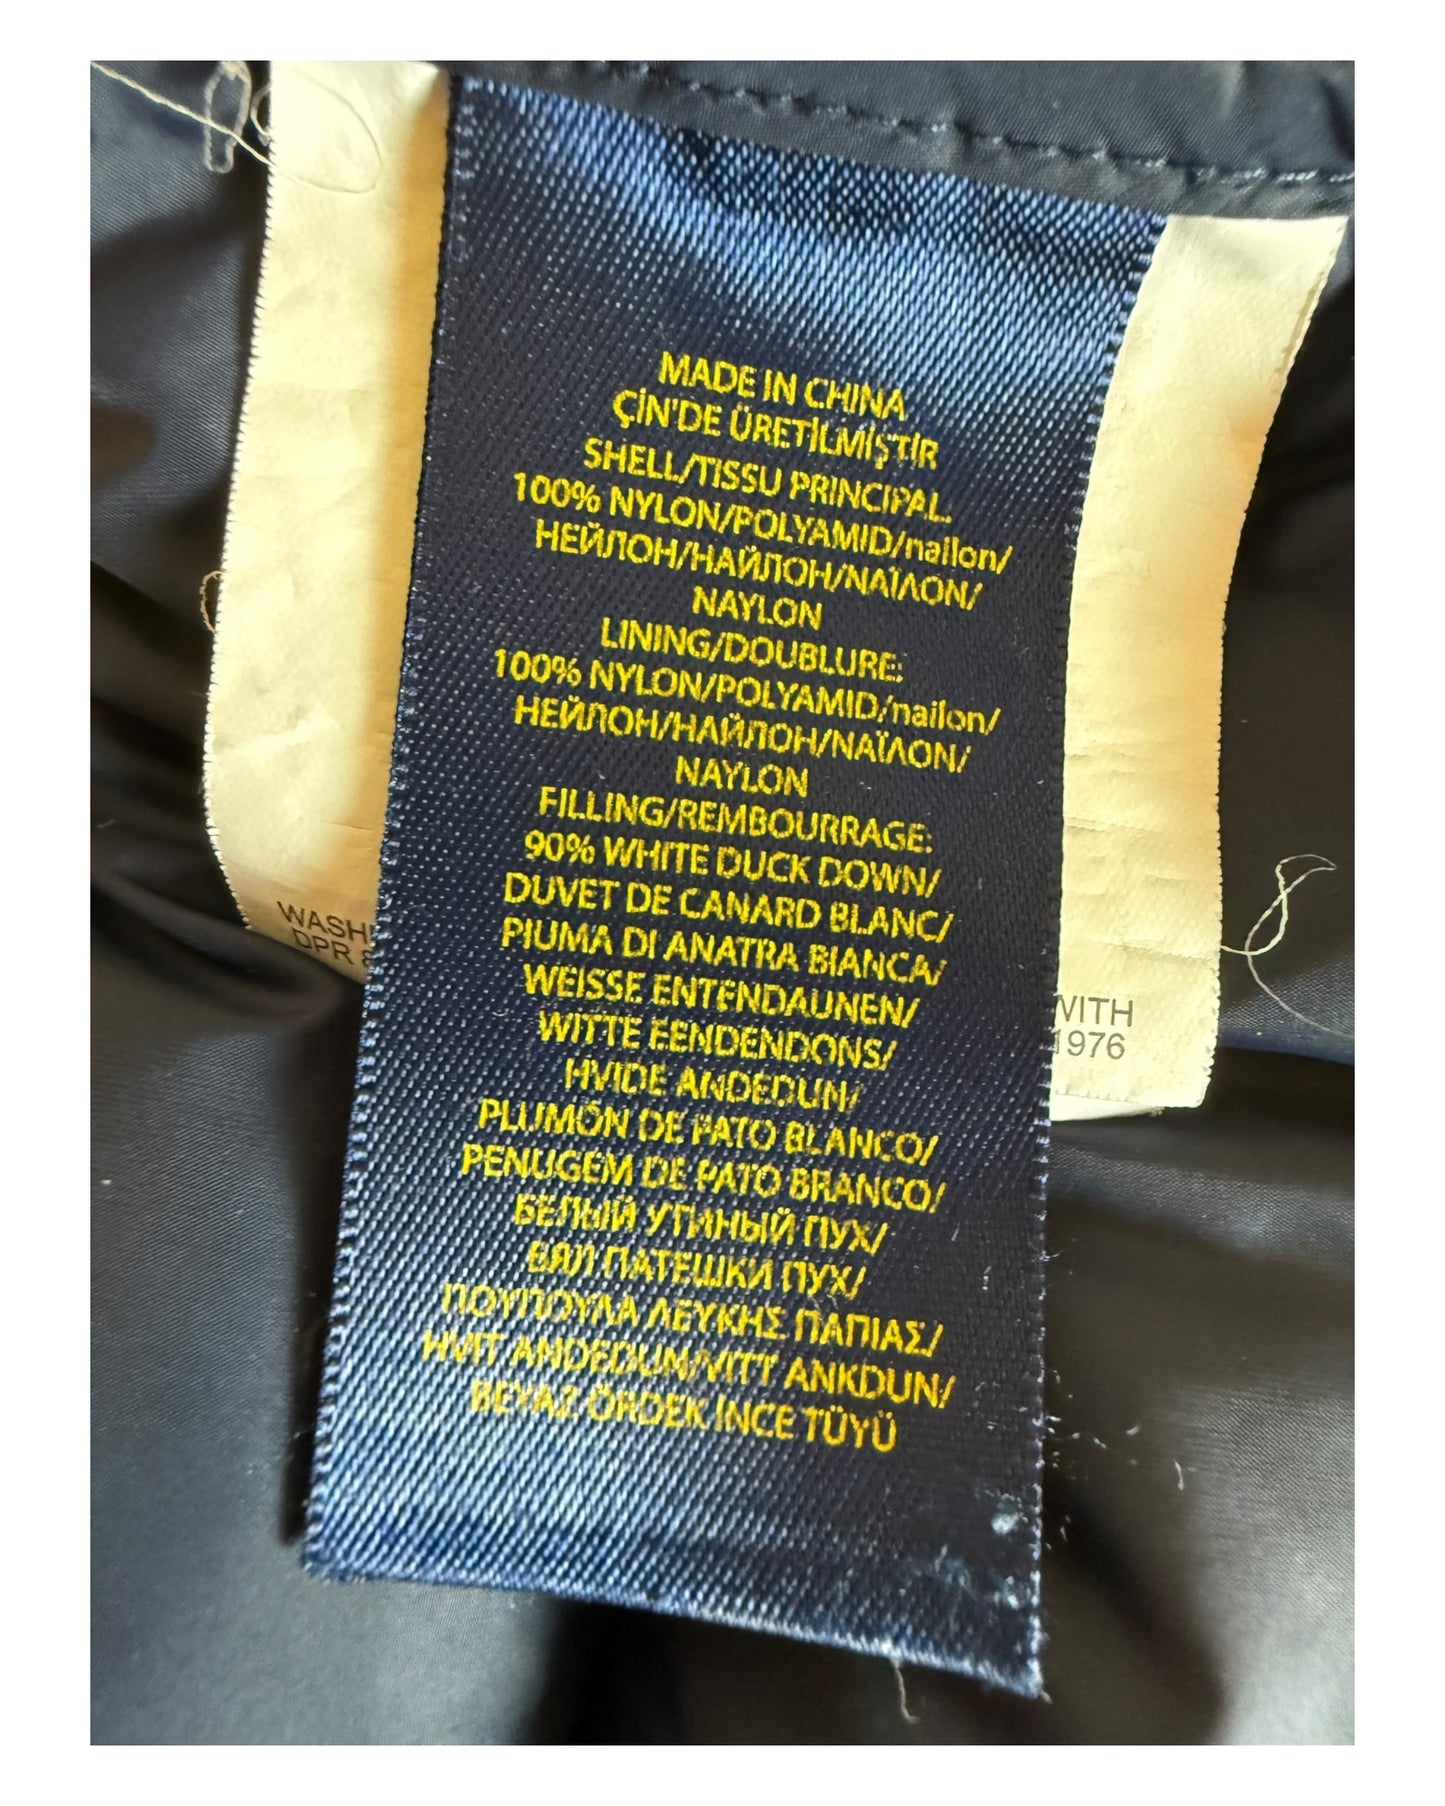 MADE IN CHINA
ÇİN'DE ÜRETİLMİŞTİR
SHELL/TISSU PRINCIPAL:
100% NYLON/POLYAMID/nailon/
НЕЙЛОН/НАЙЛОН/ΝΑΪΛΟΝ/
NAYLON
LINING/DOUBLURE:
100% NYLON/POLYAMID/nailon/
НЕЙЛОН/НАЙЛОН/ΝΑΪΛΟΝ/
NAYLON
FILLING/REMBOURRAGE:
90% WHITE DUCK DOWN/
DUVET DE CANARD BLANC/
PIUMA DI ANATRA BIANCA/
WEISSE ENTENDAUNEN/
WITTE EENDENDONS/
HVIDE ANDEDUN/
PLUMÓN DE PATO BLANCO/
PENUGEM DE PATO BRANCO/
БЕЛЫЙ УТИНЫЙ ПУХ/
БЯЛ ПАТЕШКИ ПУХ/
ΠΟΥΠΟΥΛΑ ΛΕΥΚΗΣ ΠΑΠΙΑΣ/
HVIT ANDEDUN/VITT ANKDUN/
BEYAZ ÖRDEK İNCE TÜYÜ
WASH
DPR
WITH
1976